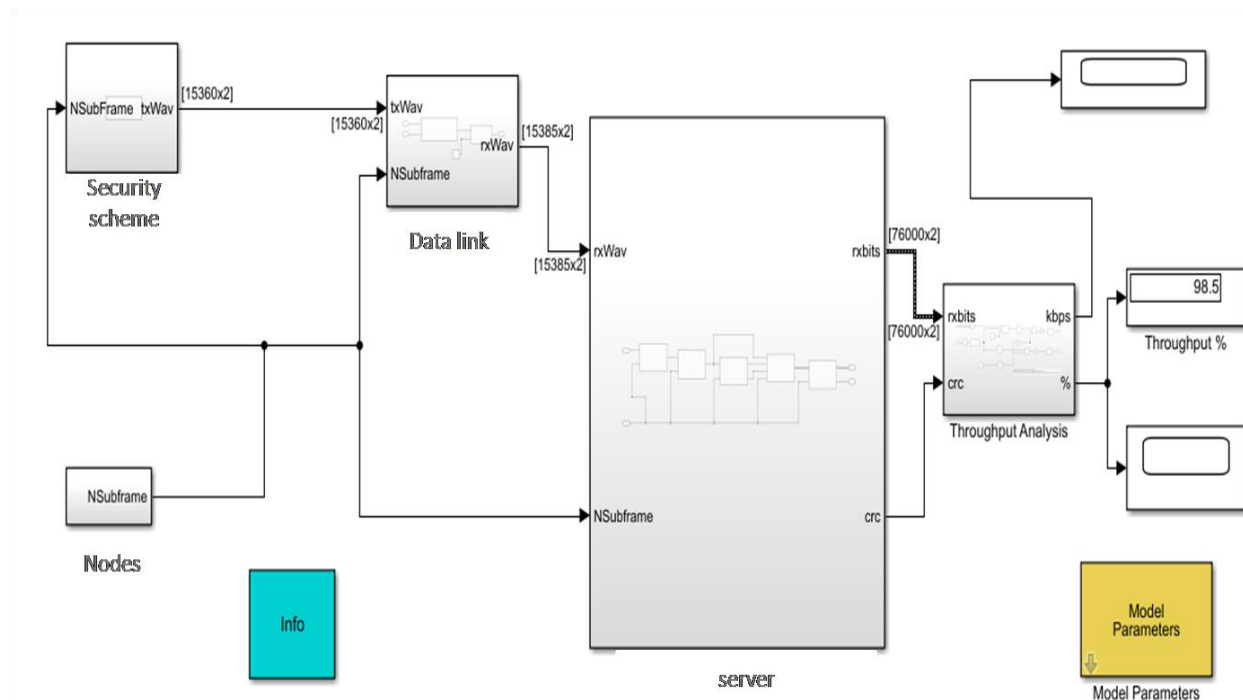 NSubFrame txWav
[15360x2]
Security
scheme
txWav
[15360x2]
rxWav
[15385x2]
NSubframe
Data link
rxWav
[15385x2]
rxbits
[76000x2]
NSubframe
crc
server
rxbits
[76000x2]
kbps
crc
%
Throughput Analysis
98.5
Throughput %
NSubframe
Nodes
Info
Model
Parameters
Model Parameters